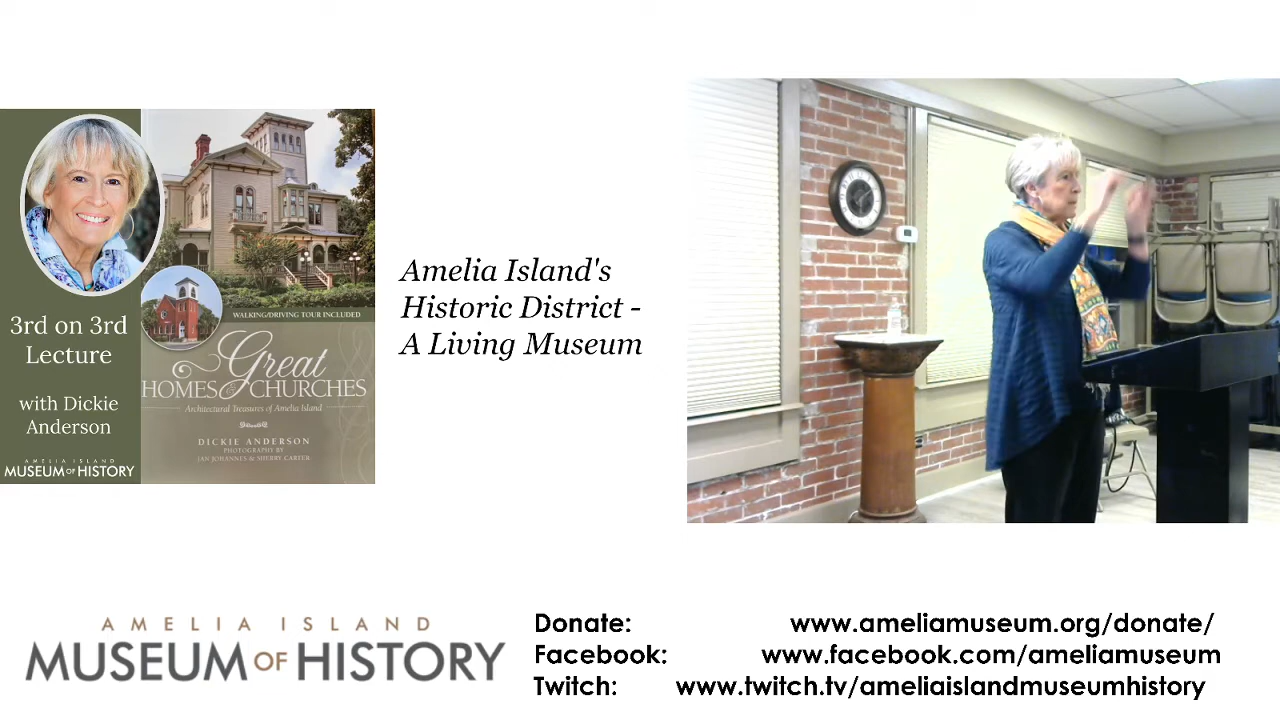 3rd on 3rd
Lecture
with Dickie
Anderson
AMELIA ISLAND
MUSEUM OF HISTORY
WALKING/DRIVING TOUR INCLUDED
Great
HOMES & CHURCHES
Architectural Treasures of Amelia Island
DICKIE ANDERSON
PHOTOGRAPHY BY
JAN JOHANNES & SHERRY CARTER
Amelia Island's
Historic District -
A Living Museum
AMELIA ISLAND
MUSEUM OF HISTORY
Donate: www.ameliamuseum.org/donate/
Facebook: www.facebook.com/ameliamuseum
Twitch: www.twitch.tv/ameliaislandmuseumhistory